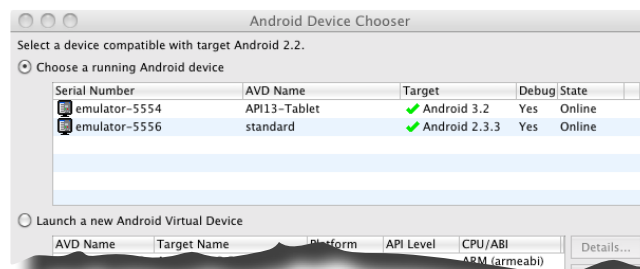 Android Device Chooser
Select a device compatible with target Android 2.2.
Choose a running Android device
Serial Number AVD Name Target Debug State
emulator-5554 API13-Tablet Android 3.2 Yes Online
emulator-5556 standard Android 2.3.3 Yes Online
Launch a new Android Virtual Device
AVD Name Target Name Platform API Level CPU/ABI Details...
ARM (armeabi)